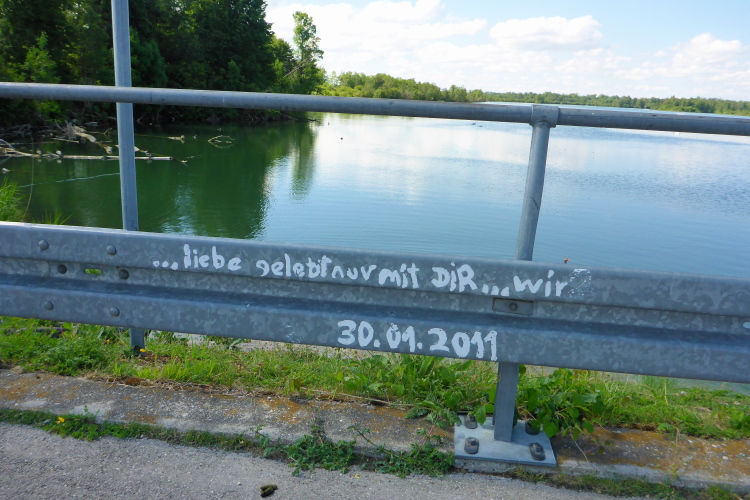 ...liebe gelebt nur mit DiR...wir
30.01.2011